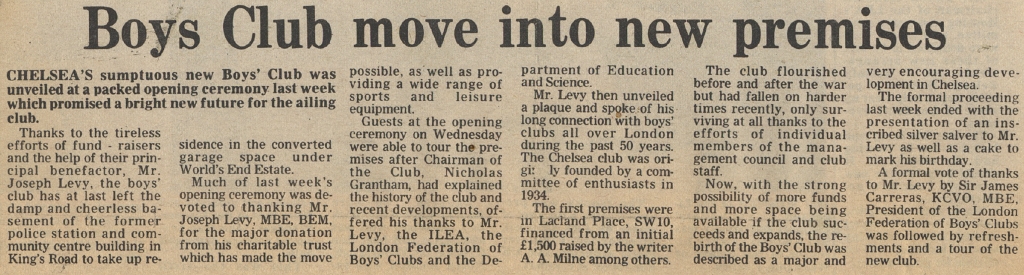 Boys Club move into new premises
CHELSEA'S sumptuous new Boys' Club was
unveiled at a packed opening ceremony last week
which promised a bright new future for the ailing
club.
Thanks to the tireless
efforts of fund - raisers
and the help of their prin-
cipal benefactor, Mr.
Joseph Levy, the boys'
club has at last left the
damp and cheerless ba-
sement of the former
police station and com-
munity centre building in
King's Road to take up re-
sidence in the converted
garage space under
World's End Estate.
Much of last week's
opening ceremony was de-
voted to thanking Mr.
Joseph Levy, MBE, BEM,
for the major donation
from his charitable trust
which has made the move
possible, as well as pro-
viding a wide range of
sports and leisure
equipment.
Guests at the opening
ceremony on Wednesday
were able to tour the pre-
mises after Chairman of
the Club, Nicholas
Grantham, had explained
the history of the club and
recent developments, of-
fered his thanks to Mr.
Levy, the ILEA, the
London Federation of
Boys' Clubs and the De-
partment of Education
and Science.
Mr. Levy then unveiled
a plaque and spoke of his
long connection with boys'
clubs all over London
during the past 50 years.
The Chelsea club was
founded by a com-
mittee of enthusiasts in
1934.
The first premises were
in Lacland Place, SW10,
financed from an initial
£1,500 raised by the writer
A. A. Milne among others.
The club flourished
before and after the war
but had fallen on harder
times recently, only sur-
viving at all thanks to the
efforts of individual
members of the mana-
gement council and club
staff.
Now, with the strong
possibility of more funds
and more space being
available if the club suc-
ceeds and expands, the re-
birth of the Boys' Club was
described as a major and
very encouraging deve-
lopment in Chelsea.
The formal proceeding
last week ended with the
presentation of an ins-
cribed silver salver to Mr.
Levy as well as a cake to
mark his birthday.
A formal vote of thanks
to Mr. Levy by Sir James
Carreras, KCVO, MBE,
President of the London
Federation of Boys' Clubs
was followed by refresh-
ments and a tour of the
new club.